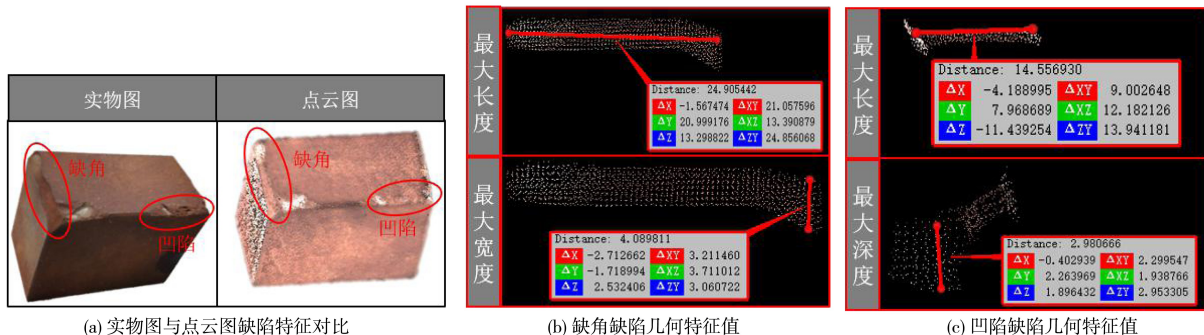 实物图
点云图
缺角
凹陷
缺角
凹陷
(a) 实物图与点云图缺陷特征对比
最大长度
Distance: 24.905442
ΔX -1.567474 ΔXY 21.057596
ΔY 20.999176 ΔXZ 13.390879
ΔZ 13.298822 ΔZY 24.856068
最大宽度
Distance: 4.089811
ΔX -2.712662 ΔXY 3.211460
ΔY -1.718994 ΔXZ 3.711012
ΔZ 2.532406 ΔZY 3.060722
(b) 缺角缺陷几何特征值
最大长度
Distance: 14.556930
ΔX -4.188995 ΔXY 9.002648
ΔY 7.968689 ΔXZ 12.182126
ΔZ -11.439254 ΔZY 13.941181
最大深度
Distance: 2.980666
ΔX -0.402939 ΔXY 2.299547
ΔY 2.263969 ΔXZ 1.938766
ΔZ 1.896432 ΔZY 2.953305
(c) 凹陷缺陷几何特征值